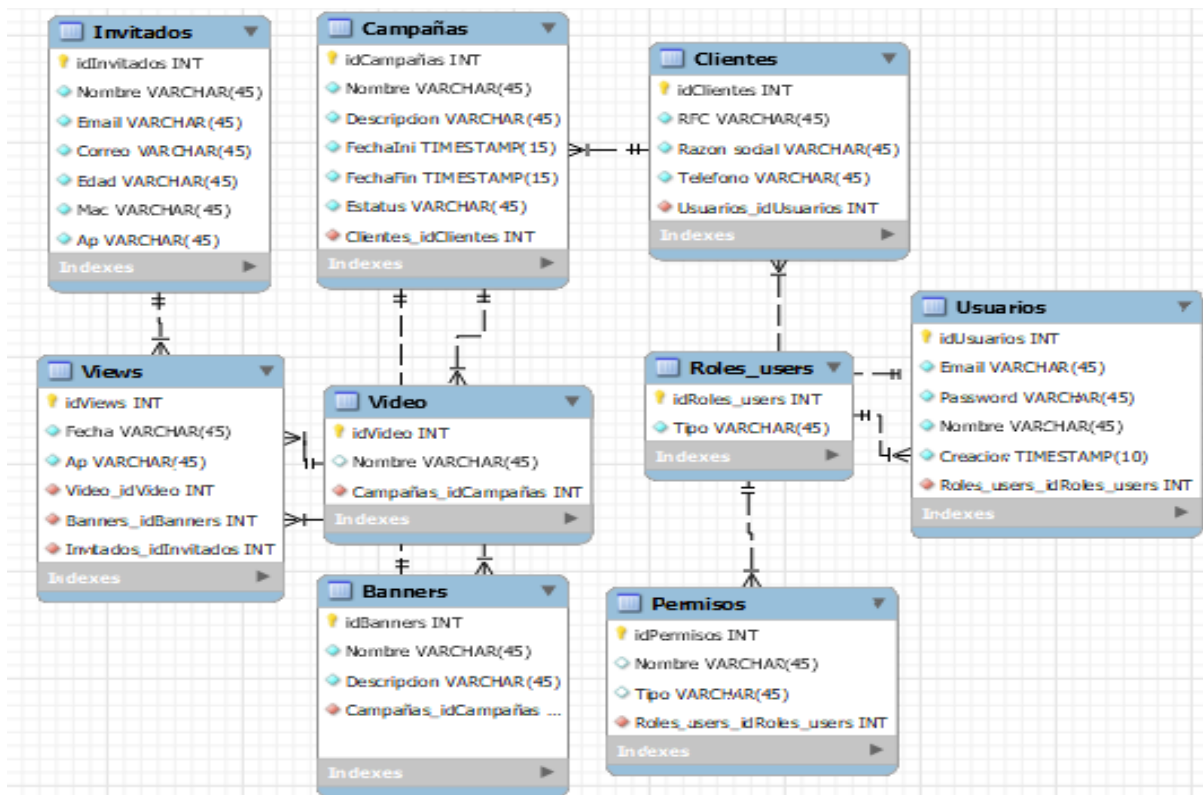 Invitados
idInvitados INT
Nombre VARCHAR(45)
Email VARCHAR(45)
Correo VARCHAR(45)
Edad VARCHAR(45)
Mac VARCHAR(45)
Ap VARCHAR(45)
Indexes
Campañas
idCampañas INT
Nombre VARCHAR(45)
Descripcion VARCHAR(45)
FechaIni TIMESTAMP(15)
FechaFin TIMESTAMP(15)
Estatus VARCHAR(45)
Clientes_idClientes INT
Indexes
Clientes
idClientes INT
RFC VARCHAR(45)
Razon social VARCHAR(45)
Telefono VARCHAR(45)
Usuarios_idUsuarios INT
Indexes
Views
idViews INT
Fecha VARCHAR(45)
Ap VARCHAR(45)
Video_idVideo INT
Banners_idBanners INT
Invitados_idInvitados INT
Indexes
Video
idVideo INT
Nombre VARCHAR(45)
Campañas_idCampañas INT
Indexes
Roles_users
idRoles_users INT
Tipo VARCHAR(45)
Indexes
Usuarios
idUsuarios INT
Email VARCHAR(45)
Password VARCHAR(45)
Nombre VARCHAR(45)
Creacion TIMESTAMP(10)
Roles_users_idRoles_users INT
Indexes
Banners
idBanners INT
Nombre VARCHAR(45)
Descripcion VARCHAR(45)
Campañas_idCampañas ...
Indexes
Permisos
idPermisos INT
Nombre VARCHAR(45)
Tipo VARCHAR(45)
Roles_users_idRoles_users INT
Indexes